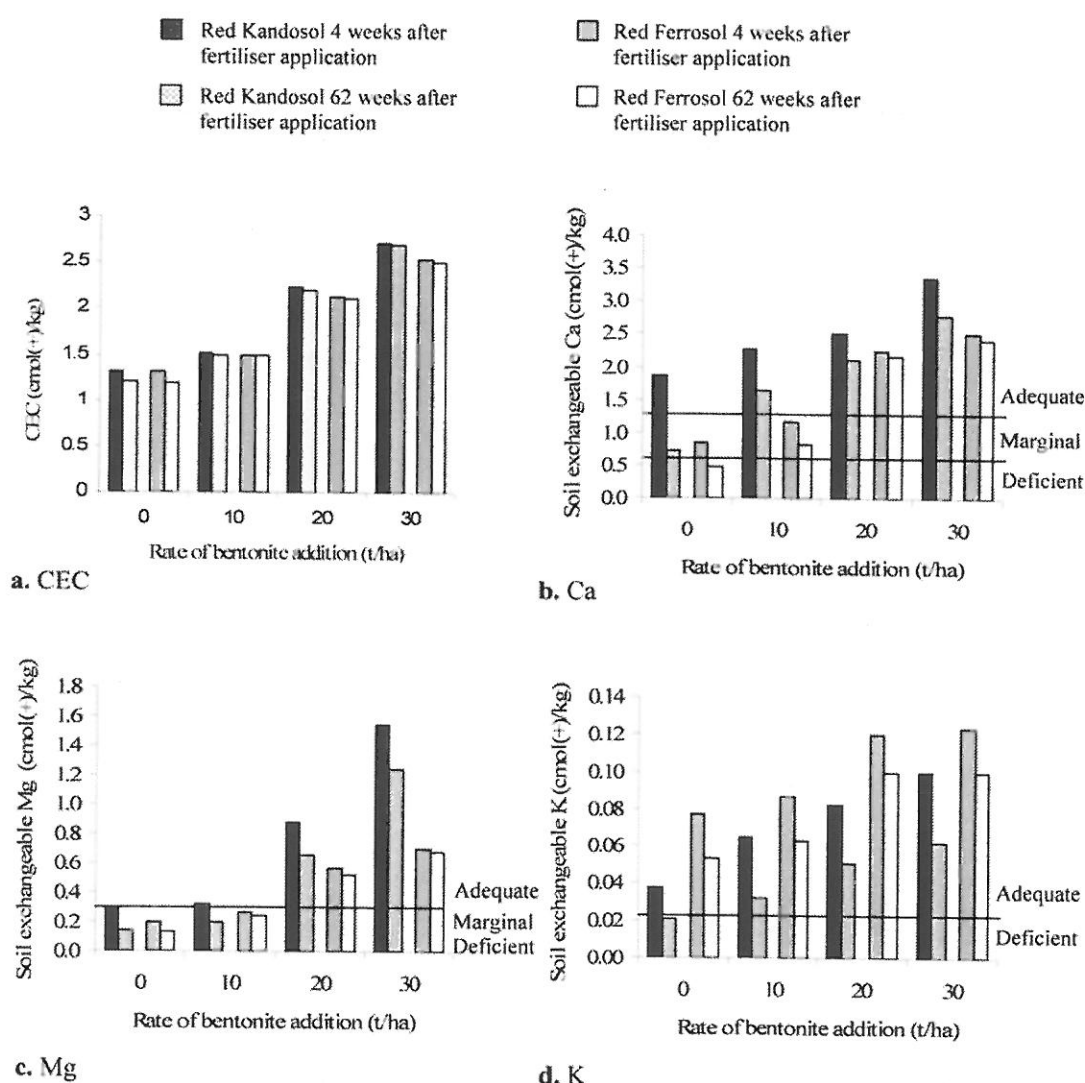 Red Kandosol 4 weeks after
fertiliser application
Red Ferrosol 4 weeks after
fertiliser application
Red Kandosol 62 weeks after
fertiliser application
Red Ferrosol 62 weeks after
fertiliser application
CEC (cmol(+)/kg)
3
2.5
2
1.5
1
0.5
0
0 10 20 30
Rate of bentonite addition (t/ha)
a. CEC
Soil exchangeable Ca (cmol(+)/kg)
4.0
3.5
3.0
2.5
2.0
1.5
1.0
0.5
0.0
Adequate
Marginal
Deficient
0 10 20 30
Rate of bentonite addition (t/ha)
b. Ca
Soil exchangeable Mg (cmol(+)/kg)
1.8
1.6
1.4
1.2
1.0
0.8
0.6
0.4
0.2
0.0
Adequate
Marginal
Deficient
0 10 20 30
Rate of bentonite addition (t/ha)
c. Mg
Soil exchangeable K (cmol(+)/kg)
0.14
0.12
0.10
0.08
0.06
0.04
0.02
0.00
Adequate
Deficient
0 10 20 30
Rate of bentonite addition (t/ha)
d. K